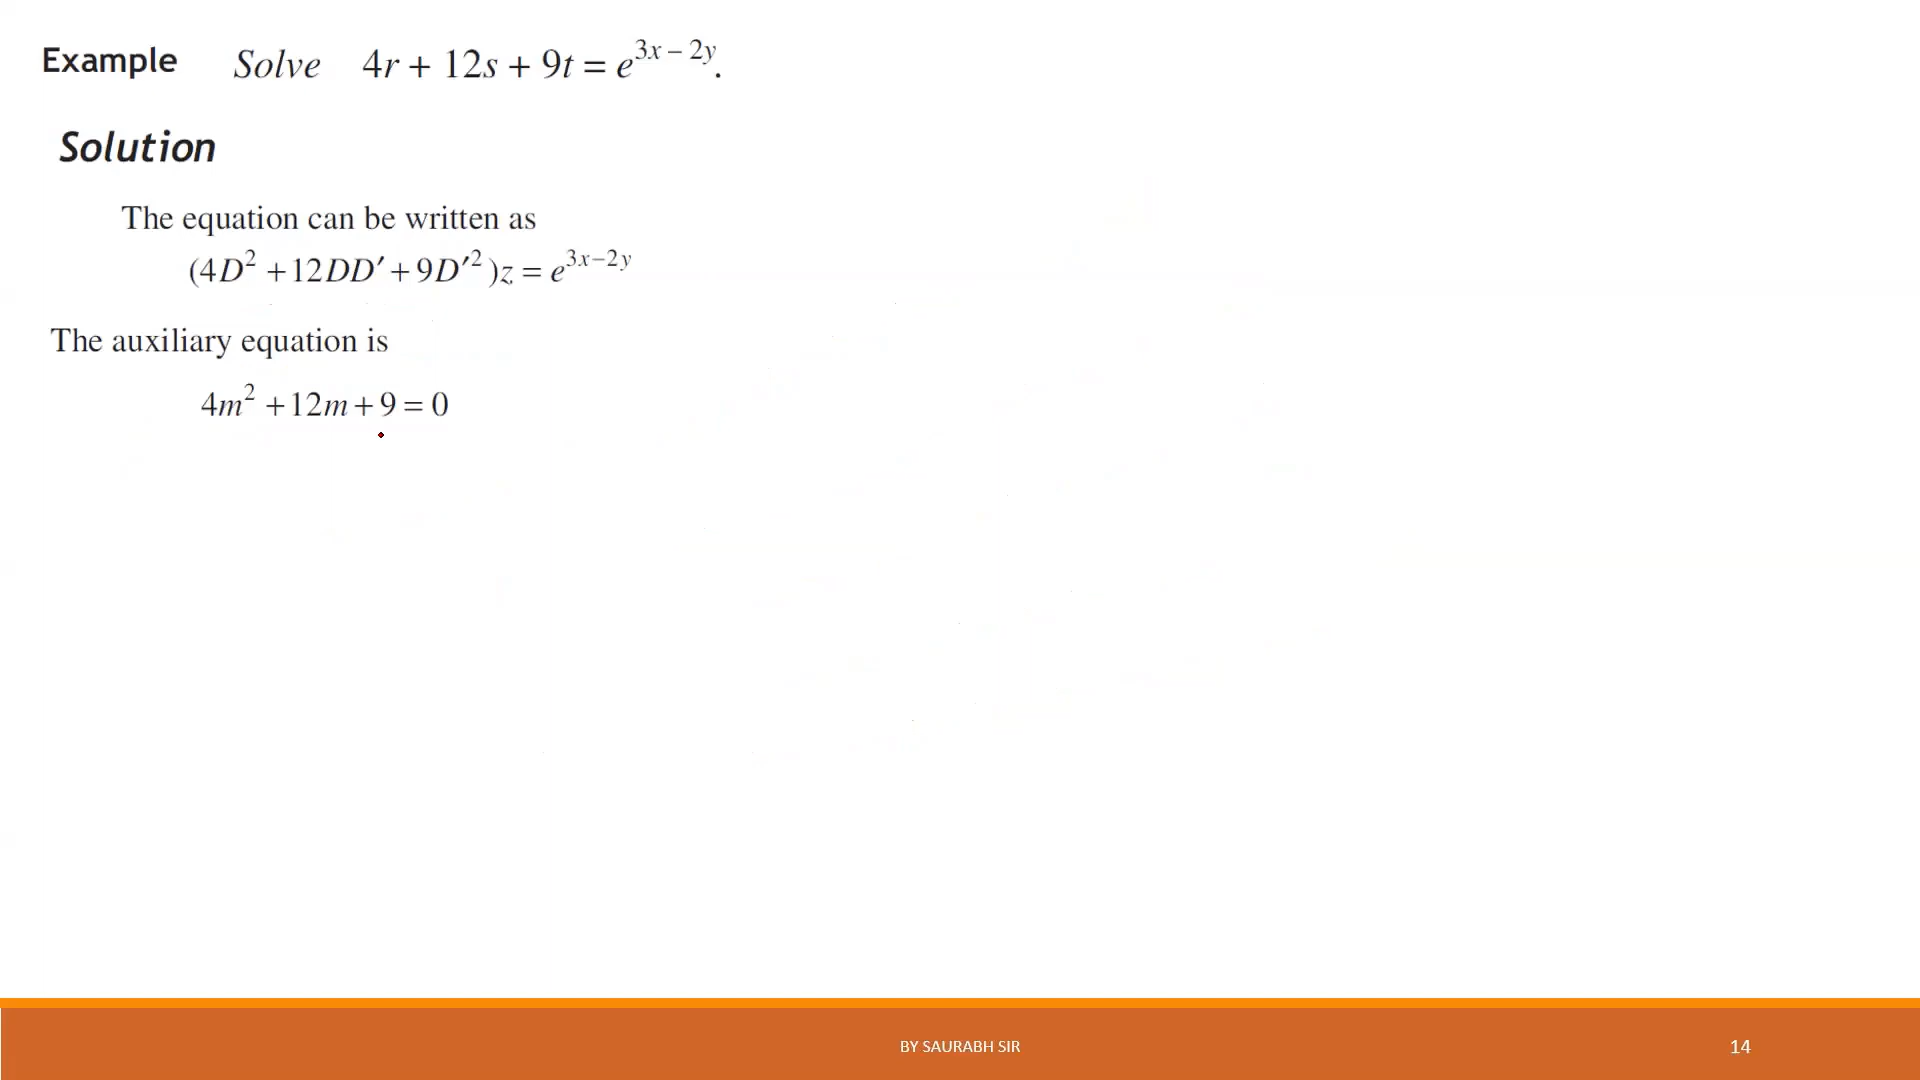 Example Solve 4r + 12s + 9t = e^{3x – 2y}.
Solution
The equation can be written as
(4D² +12DD′+9D′²)z = e^{3x−2y}
The auxiliary equation is
4m² +12m+9=0
BY SAURABH SIR 14